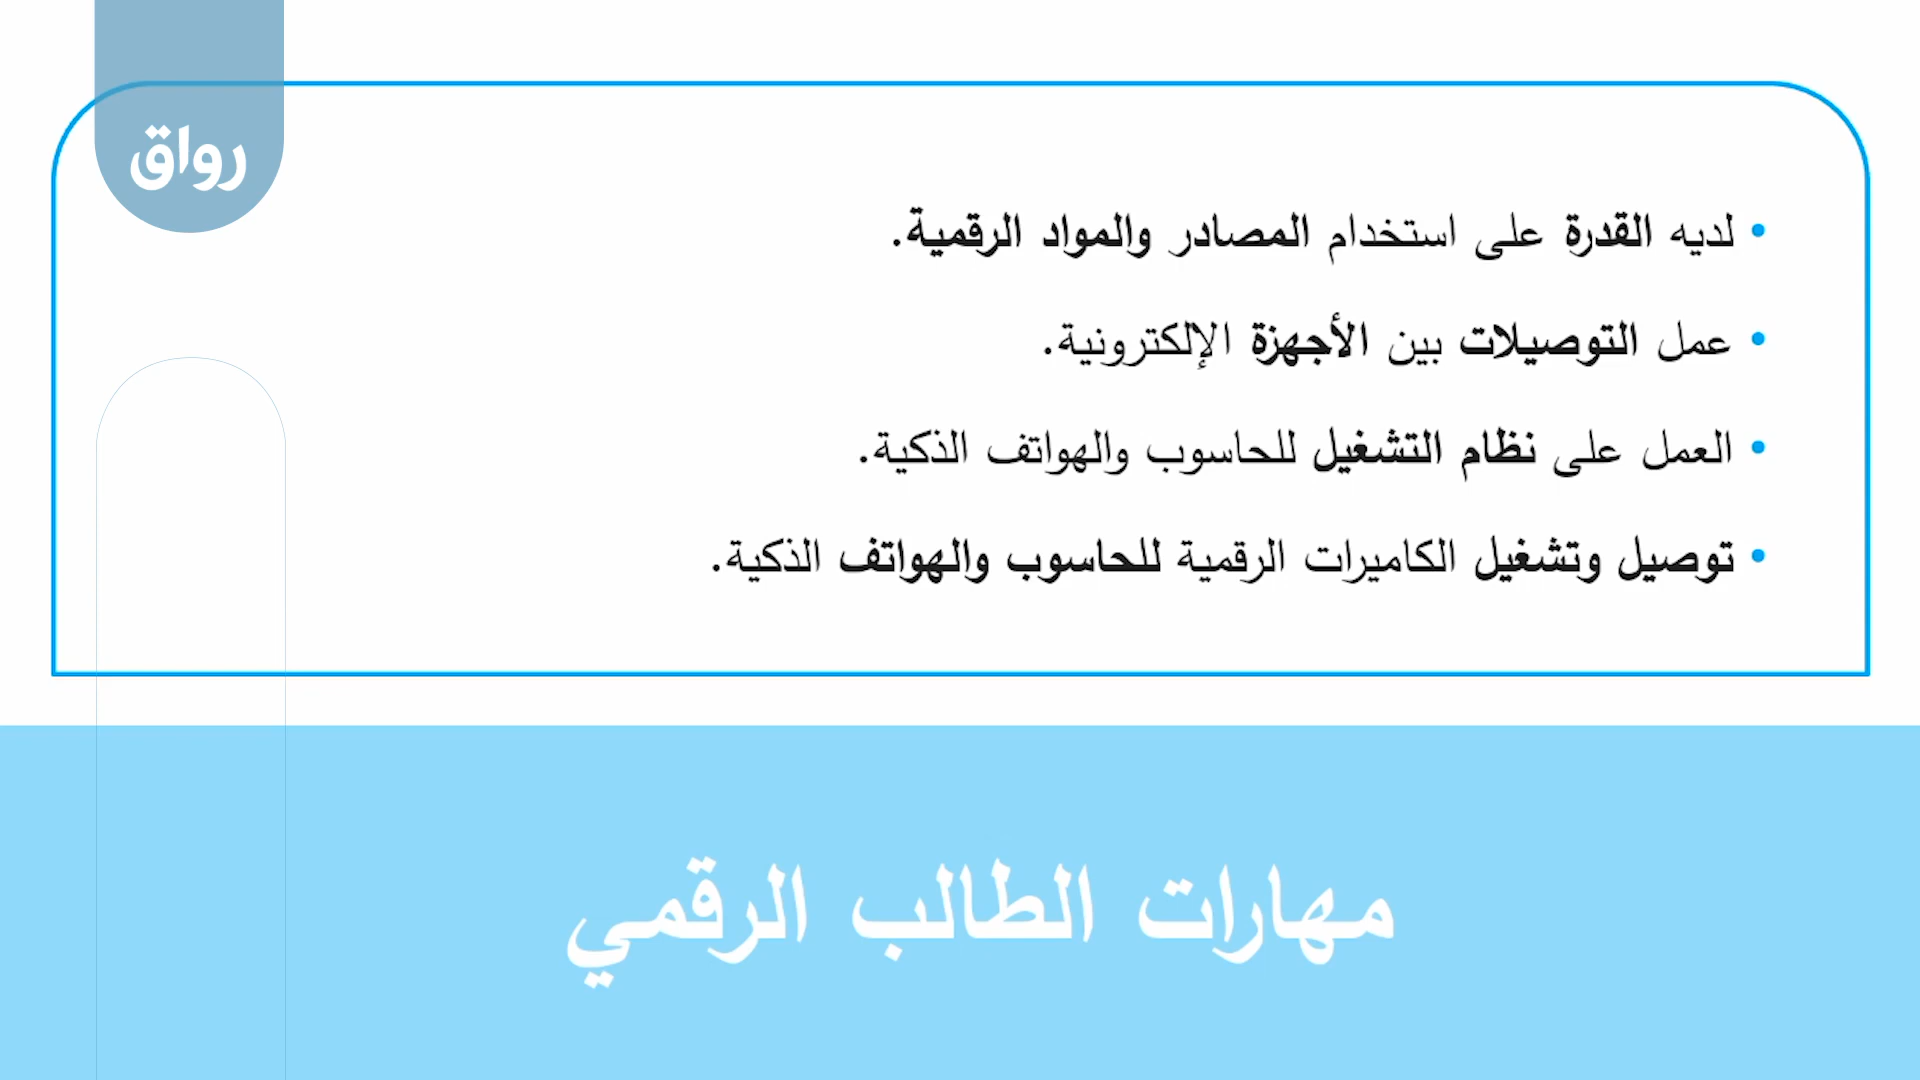 رواق
• لديه القدرة على استخدام المصادر والمواد الرقمية.
• عمل التوصيلات بين الأجهزة الإلكترونية.
• العمل على نظام التشغيل للحاسوب والهواتف الذكية.
• توصيل وتشغيل الكاميرات الرقمية للحاسوب والهواتف الذكية.
مهارات الطالب الرقمي